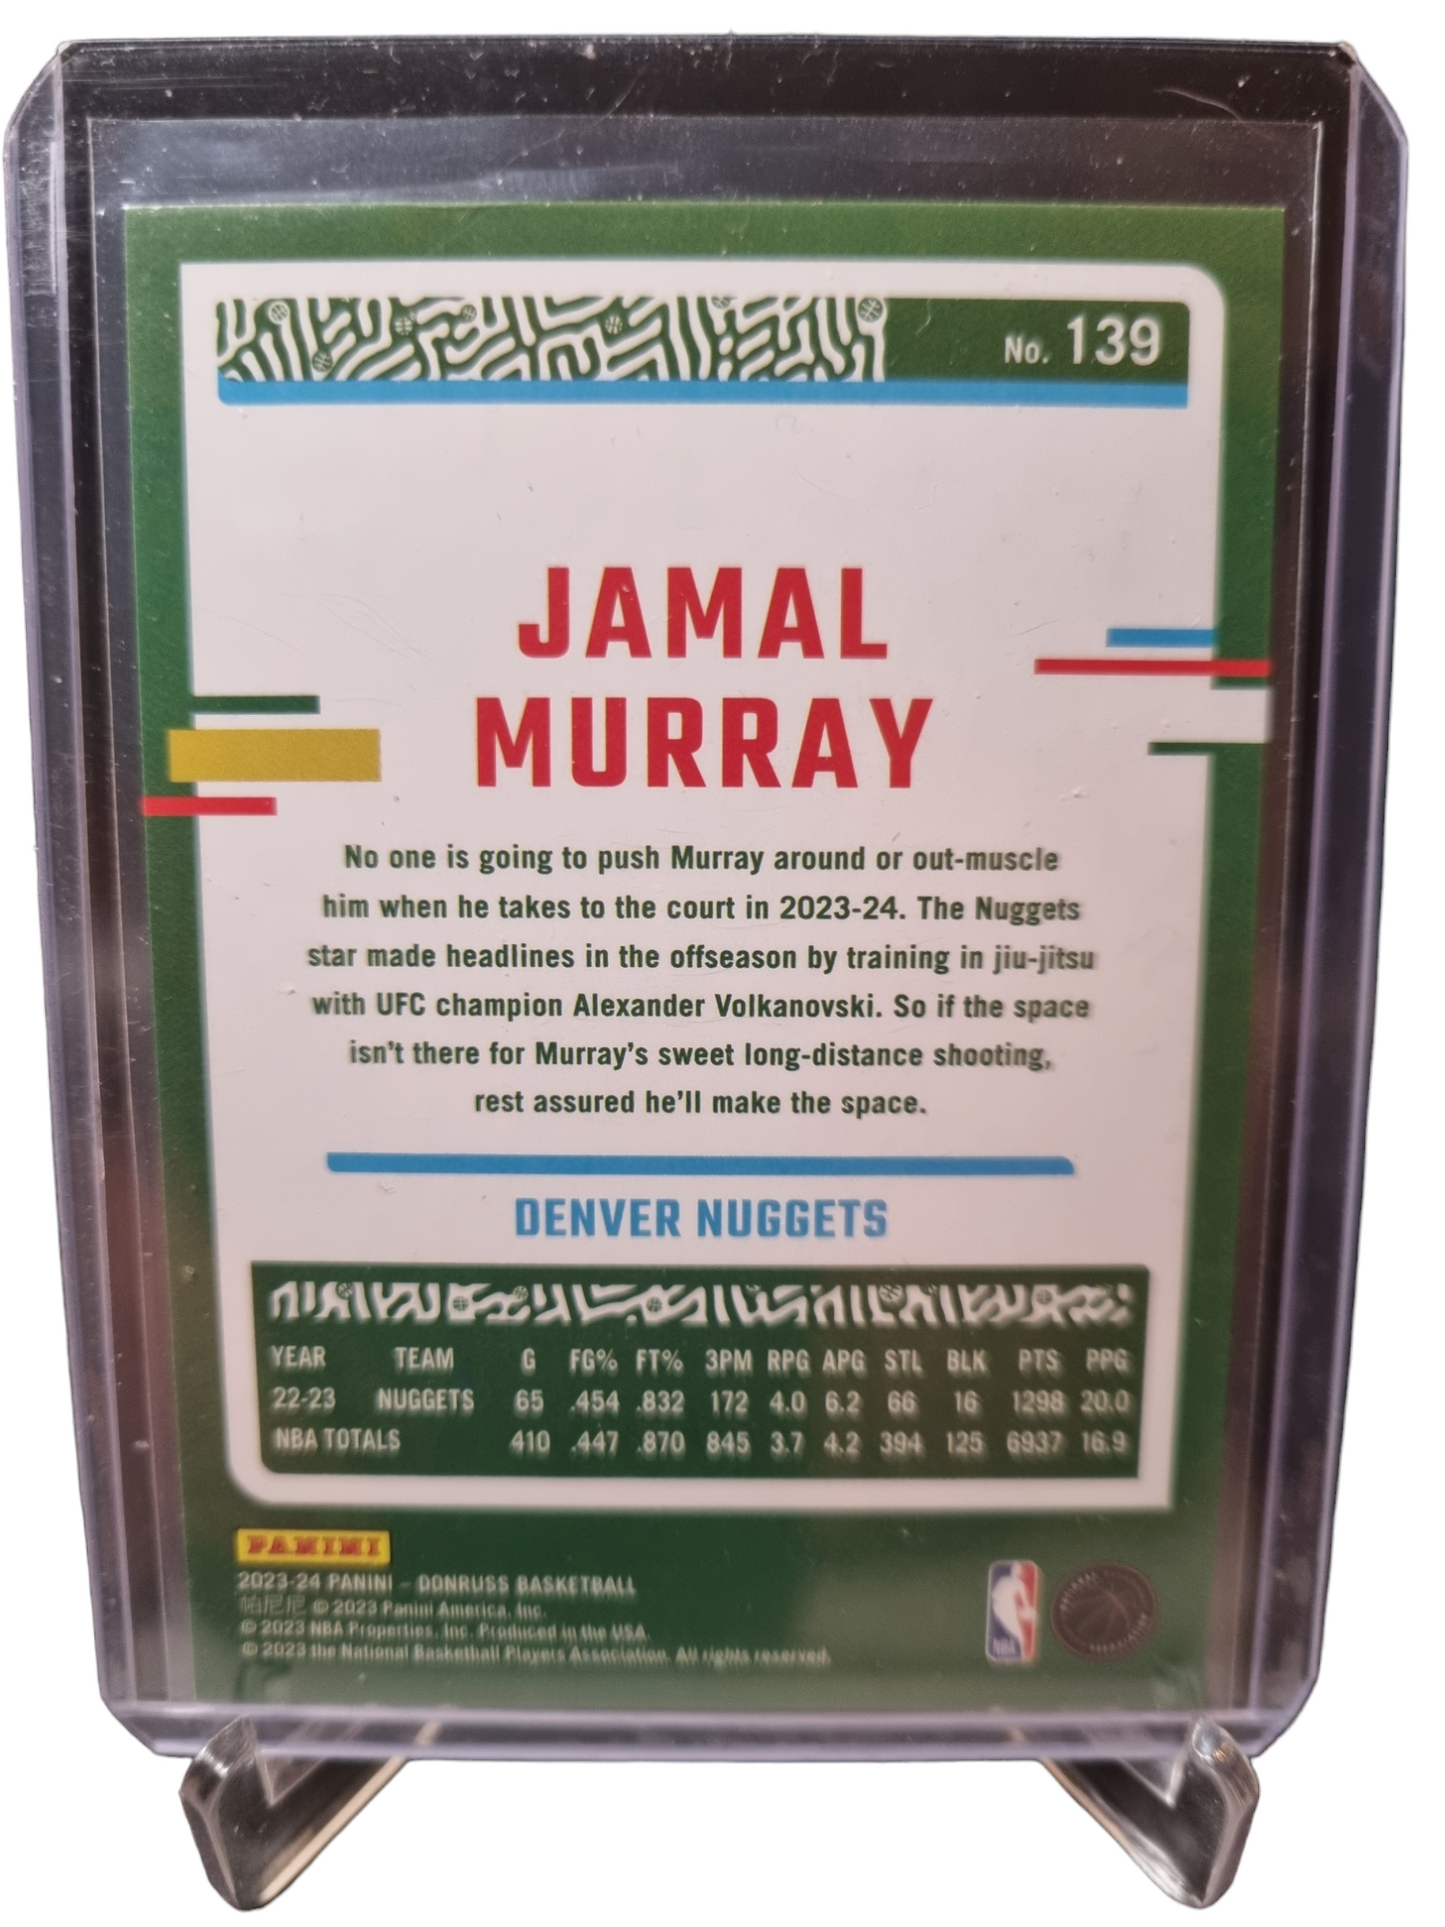 No. 139
JAMAL
MURRAY
No one is going to push Murray around or out-muscle
him when he takes to the court in 2023-24. The Nuggets
star made headlines in the offseason by training in jiu-jitsu
with UFC champion Alexander Volkanovski. So if the space
isn't there for Murray's sweet long-distance shooting,
rest assured he'll make the space.
DENVER NUGGETS
YEAR TEAM G FG% FT% 3PM RPG APG STL BLK PTS PPG
22-23 NUGGETS 65 .454 .832 172 4.0 6.2 66 16 1298 20.0
NBA TOTALS 410 .447 .870 845 3.7 4.2 394 125 6937 16.9
PANINI
2023-24 PANINI – DONRUSS BASKETBALL
帕尼尼 © 2023 Panini America, Inc.
© 2023 NBA Properties, Inc. Produced in the USA.
© 2023 the National Basketball Players Association. All rights reserved.
NBA